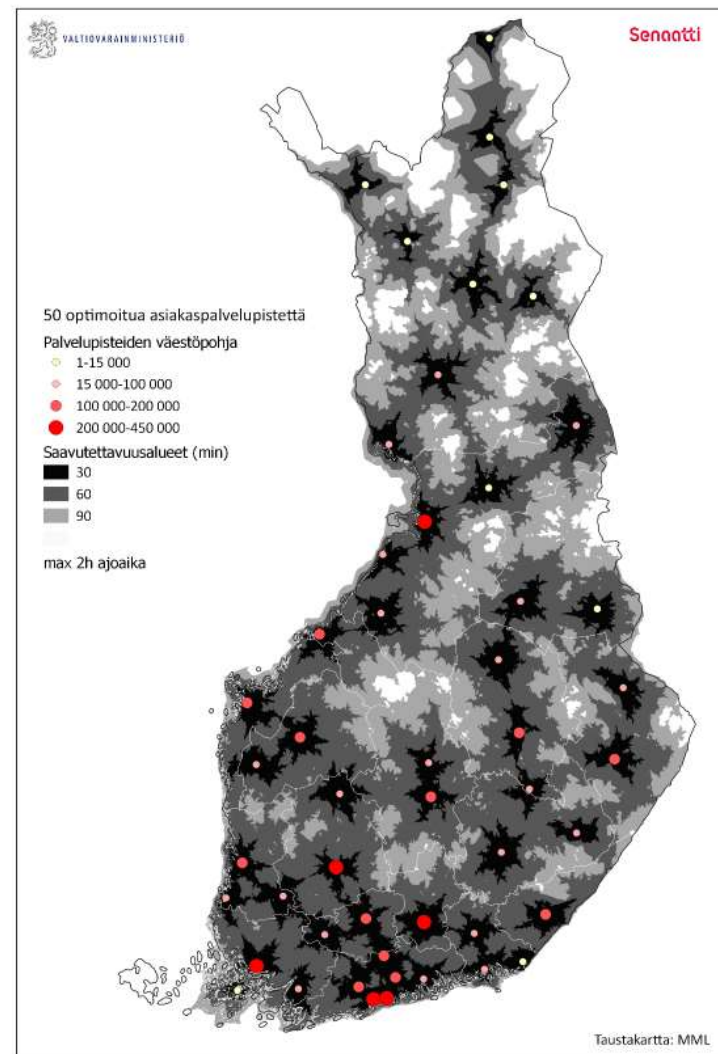 VALTIOVARAINMINISTERIÖ
Senaatti
50 optimoitua asiakaspalvelupistettä
Palvelupisteiden väestöpohja
1-15 000
15 000-100 000
100 000-200 000
200 000-450 000
Saavutettavuusalueet (min)
30
60
90
max 2h ajoaika
Taustakartta: MML